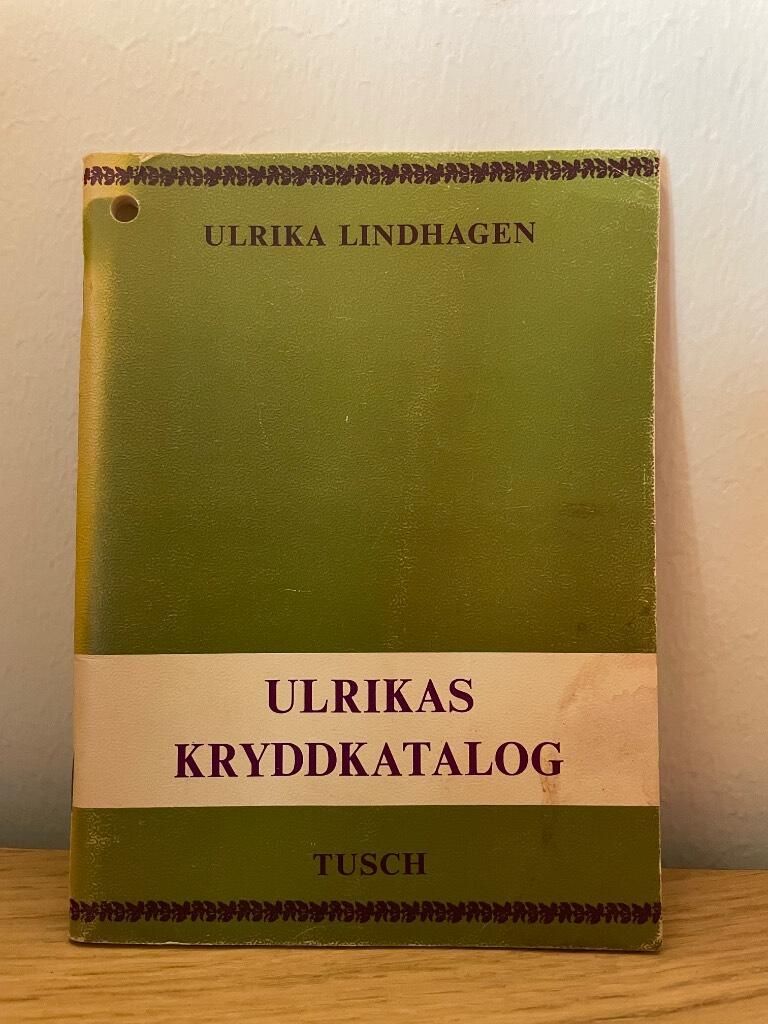 ULRIKA LINDHAGEN
ULRIKAS
KRYDDKATALOG
TUSCH